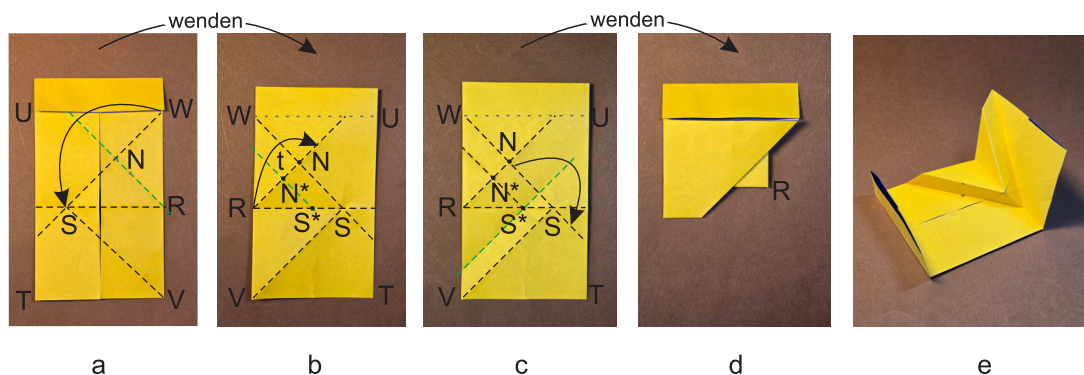 wenden
wenden
U W
N
R
S
T V
W U
t N
N*
R
S* S
V T
W U
N
N*
R
S* S
V T
R
a b c d e